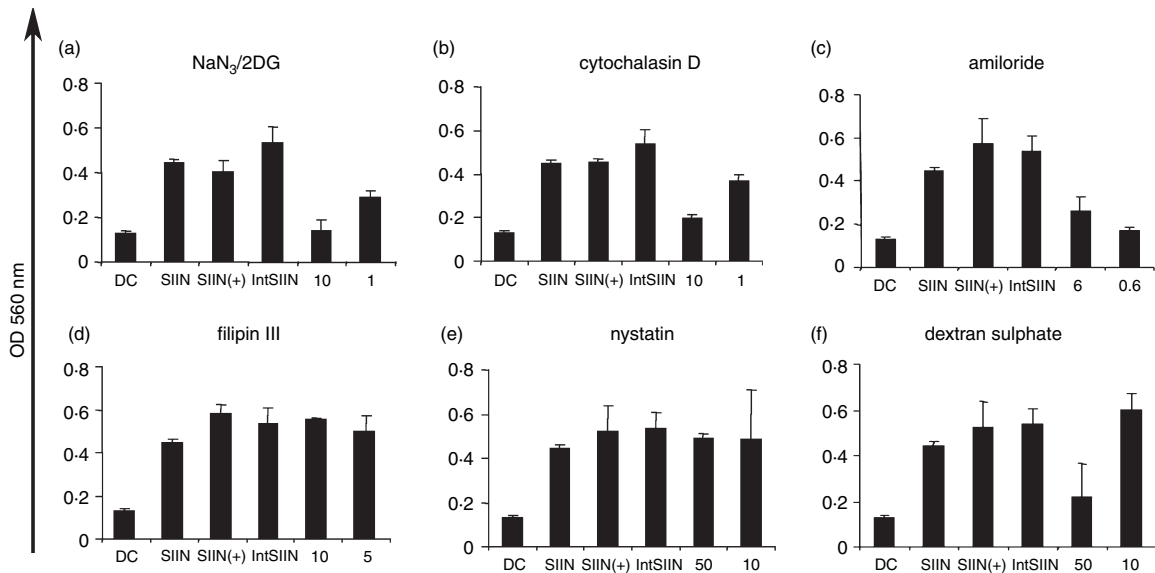 OD 560 nm
(a)
NaN₃/2DG
0·8
0·6
0·4
0·2
0
DC SIIN SIIN(+) IntSIIN 10 1
(b)
cytochalasin D
0·8
0·6
0·4
0·2
0
DC SIIN SIIN(+) IntSIIN 10 1
(c)
amiloride
0·8
0·6
0·4
0·2
0
DC SIIN SIIN(+) IntSIIN 6 0.6
(d)
filipin III
0·8
0·6
0·4
0·2
0
DC SIIN SIIN(+) IntSIIN 10 5
(e)
nystatin
0·8
0·6
0·4
0·2
0
DC SIIN SIIN(+) IntSIIN 50 10
(f)
dextran sulphate
0·8
0·6
0·4
0·2
0
DC SIIN SIIN(+) IntSIIN 50 10